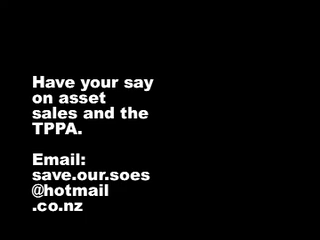 Have your say
on asset
sales and the
TPPA.
Email:
save.our.soes
@hotmail
.co.nz